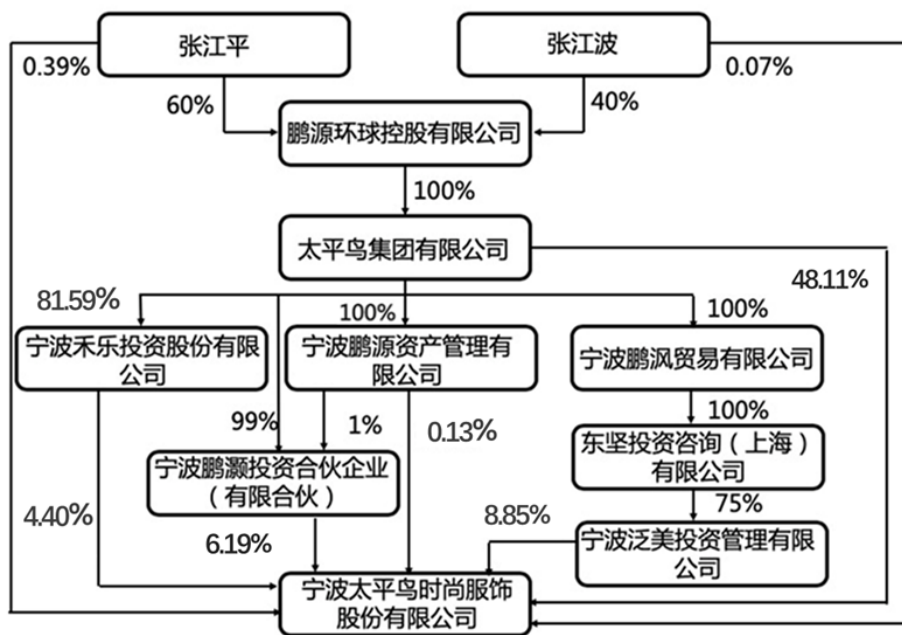 张江平
张江波
0.39%
0.07%
60%
40%
鹏源环球控股有限公司
100%
太平鸟集团有限公司
48.11%
81.59%
100%
100%
宁波禾乐投资股份有限
公司
宁波鹏源资产管理有
限公司
宁波鹏沨贸易有限公司
99%
1%
0.13%
100%
宁波鹏灏投资合伙企业
（有限合伙）
东坚投资咨询（上海）
有限公司
4.40%
6.19%
8.85%
75%
宁波泛美投资管理有限
公司
宁波太平鸟时尚服饰
股份有限公司